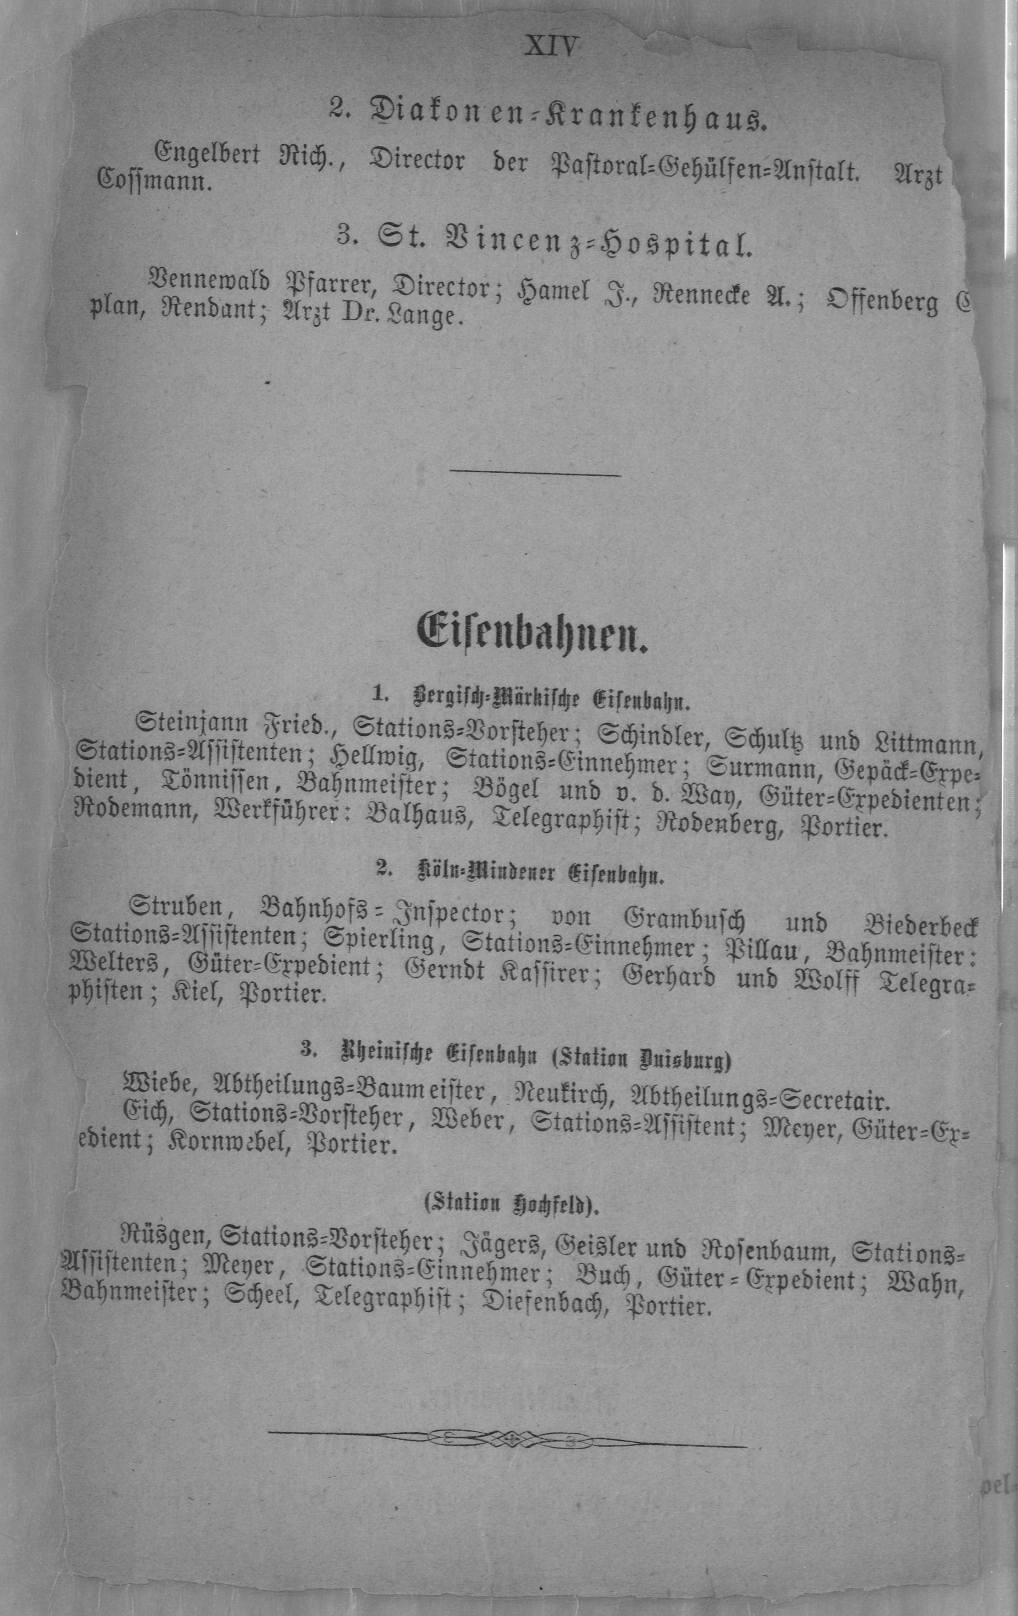 XIV
2. Diakonen-Krankenhaus.
Engelbert Rich., Director der Pastoral-Gehülfen-Anstalt. Arzt
Cossmann.
3. St. Vincenz-Hospital.
Vennewald Pfarrer, Director; Hamel J., Rennecke A.; Offenberg C
plan, Rendant; Arzt Dr. Lange.
Eisenbahnen.
1. Bergisch-Märkische Eisenbahn.
Steinjann Fried., Stations-Vorsteher; Schindler, Schultz und Littmann,
Stations-Assistenten; Hellwig, Stations-Einnehmer; Surmann, Gepäck-Expe-
dient, Tönnissen, Bahnmeister; Bögel und v. d. Way, Güter-Expedienten;
Rodemann, Werkführer: Balhaus, Telegraphist; Rodenberg, Portier.
2. Köln-Mindener Eisenbahn.
Struben, Bahnhofs-Inspector; von Grambusch und Biederbeck
Stations-Assistenten; Spierling, Stations-Einnehmer; Pillau, Bahnmeister:
Welters, Güter-Expedient; Gerndt Kassirer; Gerhard und Wolff Telegra-
phisten; Kiel, Portier.
3. Rheinische Eisenbahn (Station Duisburg)
Wiebe, Abtheilungs-Baumeister, Neukirch, Abtheilungs-Secretair.
Eich, Stations-Vorsteher, Weber, Stations-Assistent; Meyer, Güter-Ex-
edient; Kornwebel, Portier.
(Station Hochfeld).
Rüsgen, Stations-Vorsteher; Jägers, Geisler und Rosenbaum, Stations-
Assistenten; Meyer, Stations-Einnehmer; Buch, Güter-Expedient; Wahn,
Bahnmeister; Scheel, Telegraphist; Diefenbach, Portier.
pel-